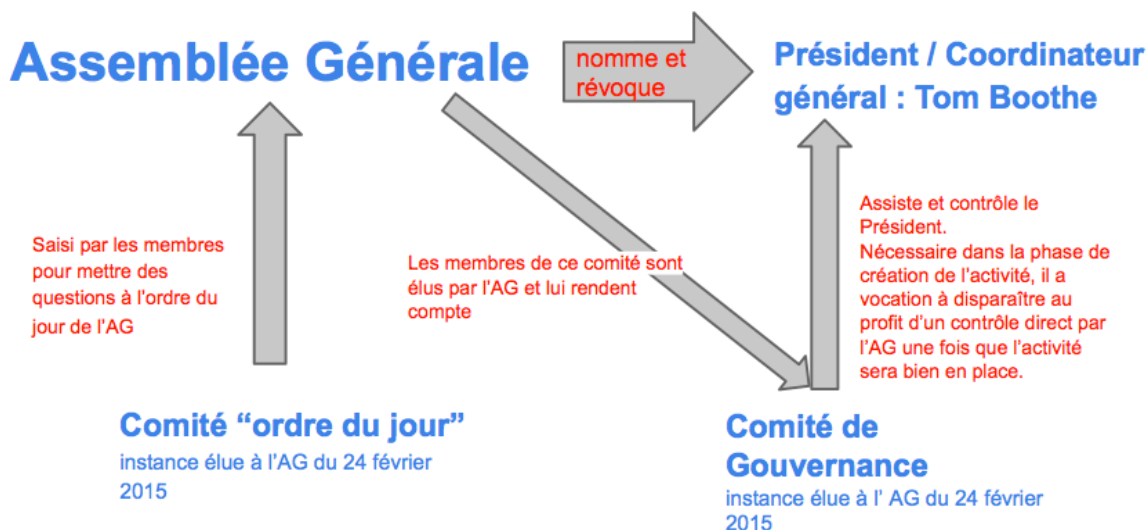 Assemblée Générale
nomme et
révoque
Président / Coordinateur
général : Tom Boothe
Saisi par les membres
pour mettre des
questions à l'ordre du
jour de l'AG
Les membres de ce comité sont
élus par l'AG et lui rendent
compte
Assiste et contrôle le
Président.
Nécessaire dans la phase de
création de l’activité, il a
vocation à disparaître au
profit d’un contrôle direct par
l’AG une fois que l’activité
sera bien en place.
Comité “ordre du jour”
instance élue à l’AG du 24 février
2015
Comité de
Gouvernance
instance élue à l’ AG du 24 février
2015